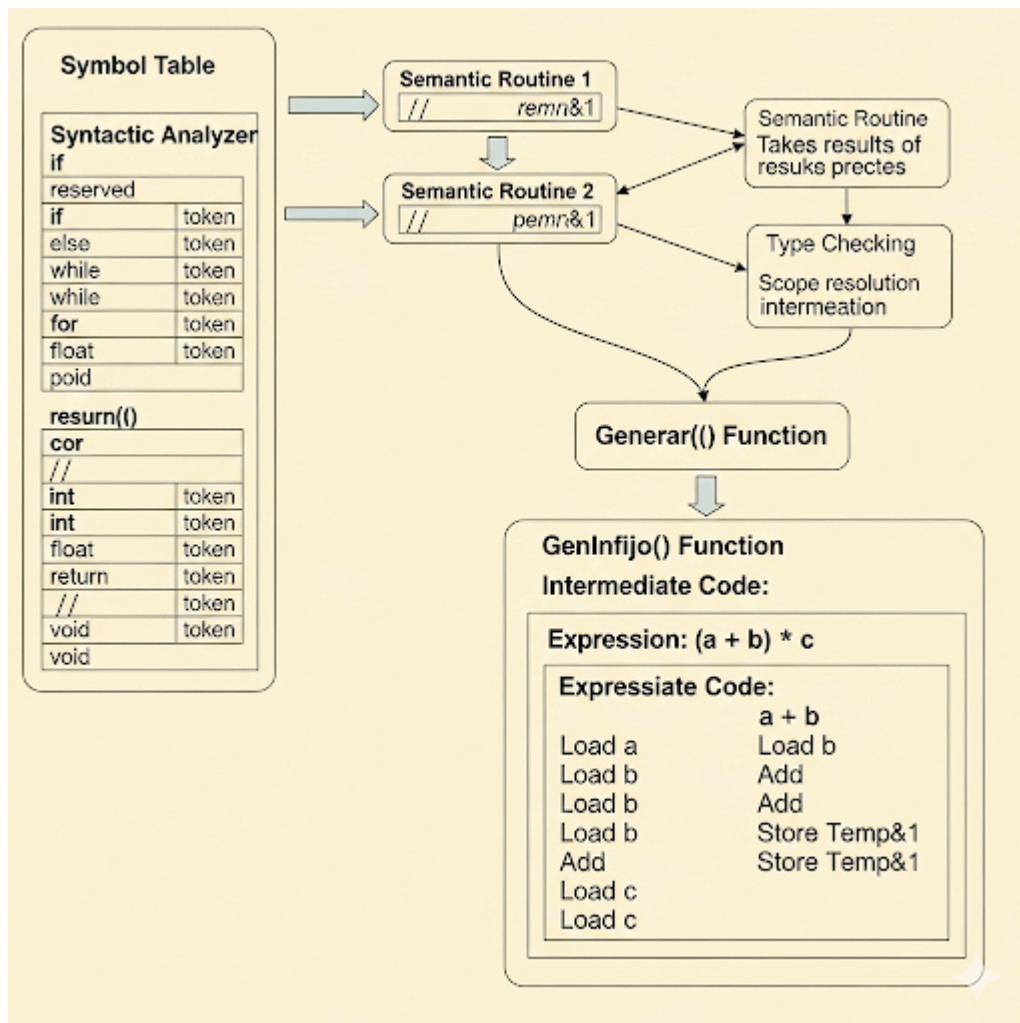 Symbol Table
Syntactic Analyzer
if
reserved
if token
else token
while token
while token
for token
float token
poid
resurn(()
cor
//
int token
int token
float token
return token
// token
void token
void
Semantic Routine 1
// remn&1
Semantic Routine 2
// pemn&1
Semantic Routine
Takes results of
resuks prectes
Type Checking
Scope resolution
intermeation
Generar(() Function
GenInfijo() Function
Intermediate Code:
Expression: (a + b) * c
Expressiate Code:
a + b
Load a Load b
Load b Add
Load b Add
Load b Store Temp&1
Add Store Temp&1
Load c
Load c